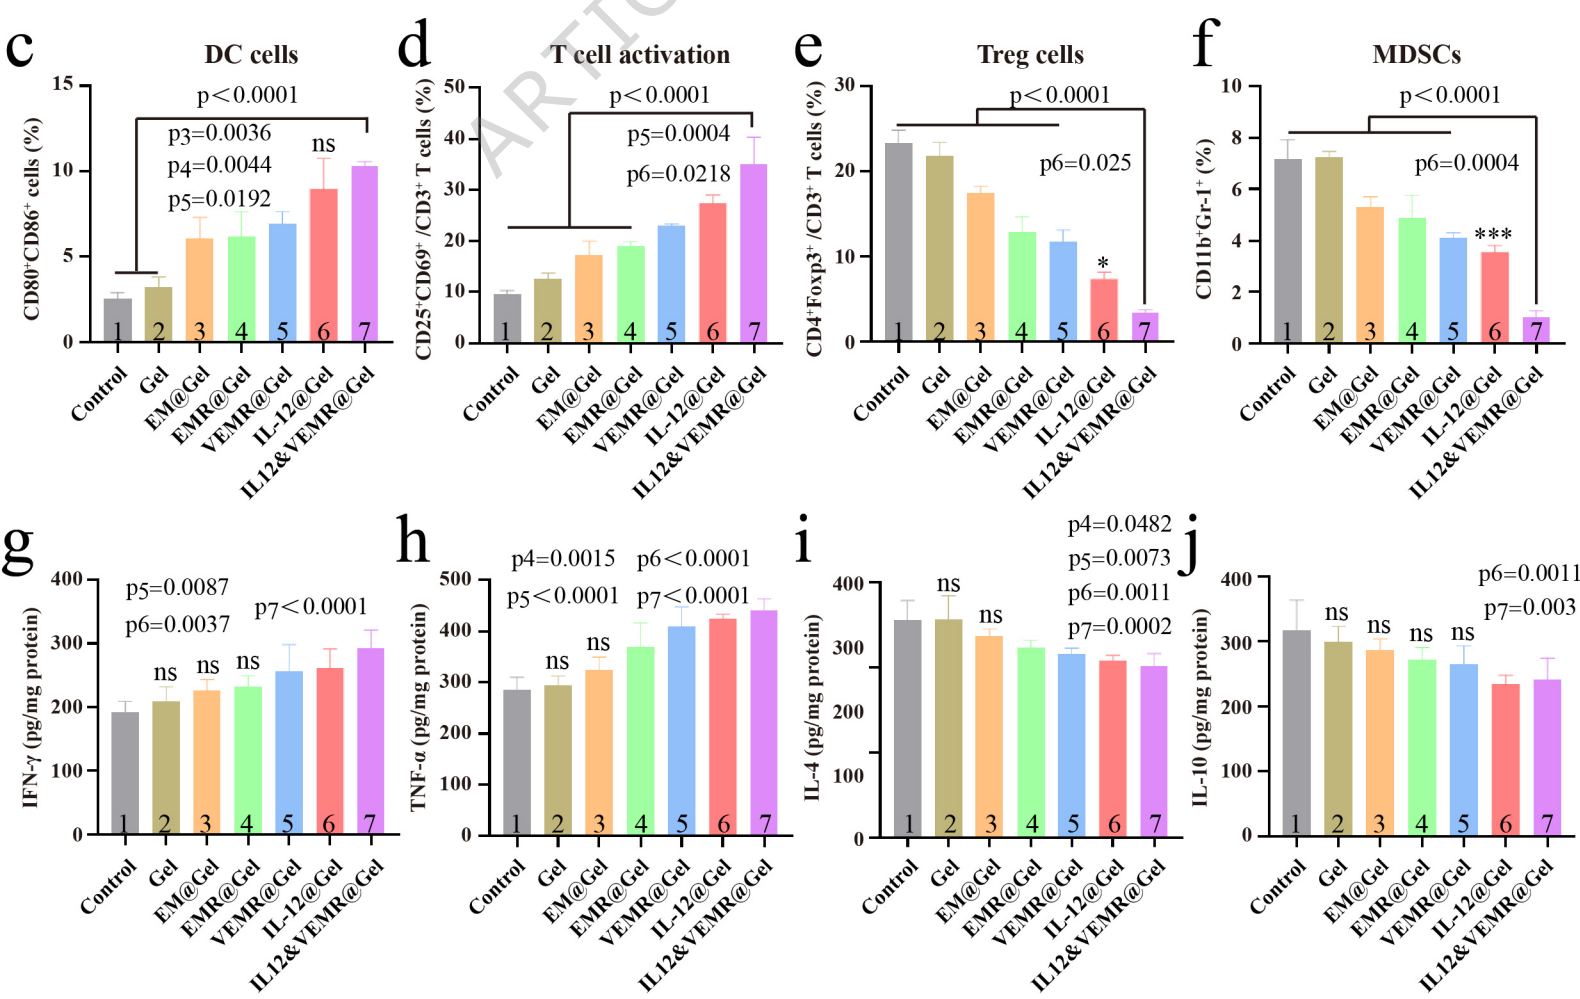 ARTIC
c
DC cells
CD80⁺CD86⁺ cells (%)
15
10
5
0
p<0.0001
p3=0.0036
p4=0.0044
p5=0.0192
ns
1 2 3 4 5 6 7
Control
Gel
EM@Gel
EMR@Gel
VEMR@Gel
IL-12@Gel
IL12&VEMR@Gel
d
T cell activation
CD25⁺CD69⁺ /CD3⁺ T cells (%)
50
40
30
20
10
0
p<0.0001
p5=0.0004
p6=0.0218
1 2 3 4 5 6 7
Control
Gel
EM@Gel
EMR@Gel
VEMR@Gel
IL-12@Gel
IL12&VEMR@Gel
e
Treg cells
CD4⁺Foxp3⁺ /CD3⁺ T cells (%)
30
20
10
0
p<0.0001
p6=0.025
*
1 2 3 4 5 6 7
Control
Gel
EM@Gel
EMR@Gel
VEMR@Gel
IL-12@Gel
IL12&VEMR@Gel
f
MDSCs
CD11b⁺Gr-1⁺ (%)
10
8
6
4
2
0
p<0.0001
p6=0.0004
***
1 2 3 4 5 6 7
Control
Gel
EM@Gel
EMR@Gel
VEMR@Gel
IL-12@Gel
IL12&VEMR@Gel
g
IFN-γ (pg/mg protein)
400
300
200
100
0
p5=0.0087
p6=0.0037
p7<0.0001
ns ns ns
1 2 3 4 5 6 7
Control
Gel
EM@Gel
EMR@Gel
VEMR@Gel
IL-12@Gel
IL12&VEMR@Gel
h
TNF-α (pg/mg protein)
500
400
300
200
100
0
p4=0.0015 p6<0.0001
p5<0.0001 p7<0.0001
ns ns
1 2 3 4 5 6 7
Control
Gel
EM@Gel
EMR@Gel
VEMR@Gel
IL-12@Gel
IL12&VEMR@Gel
i
IL-4 (pg/mg protein)
400
300
200
100
0
p4=0.0482
p5=0.0073
p6=0.0011
p7=0.0002
ns ns
1 2 3 4 5 6 7
Control
Gel
EM@Gel
EMR@Gel
VEMR@Gel
IL-12@Gel
IL12&VEMR@Gel
j
IL-10 (pg/mg protein)
400
300
200
100
0
p6=0.0011
p7=0.003
ns ns ns ns
1 2 3 4 5 6 7
Control
Gel
EM@Gel
EMR@Gel
VEMR@Gel
IL-12@Gel
IL12&VEMR@Gel